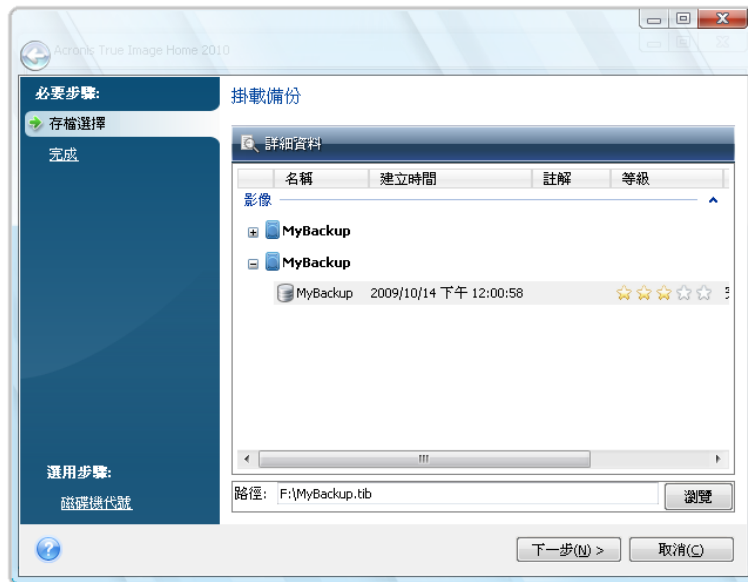 Acronis True Image Home 2010
必要步驟:
存檔選擇
完成
選用步驟:
磁碟機代號
掛載備份
詳細資料
名稱 建立時間 註解 等級
影像
MyBackup
MyBackup
MyBackup 2009/10/14 下午 12:00:58
路徑: F:\MyBackup.tib 瀏覽
下一步(N) > 取消(C)